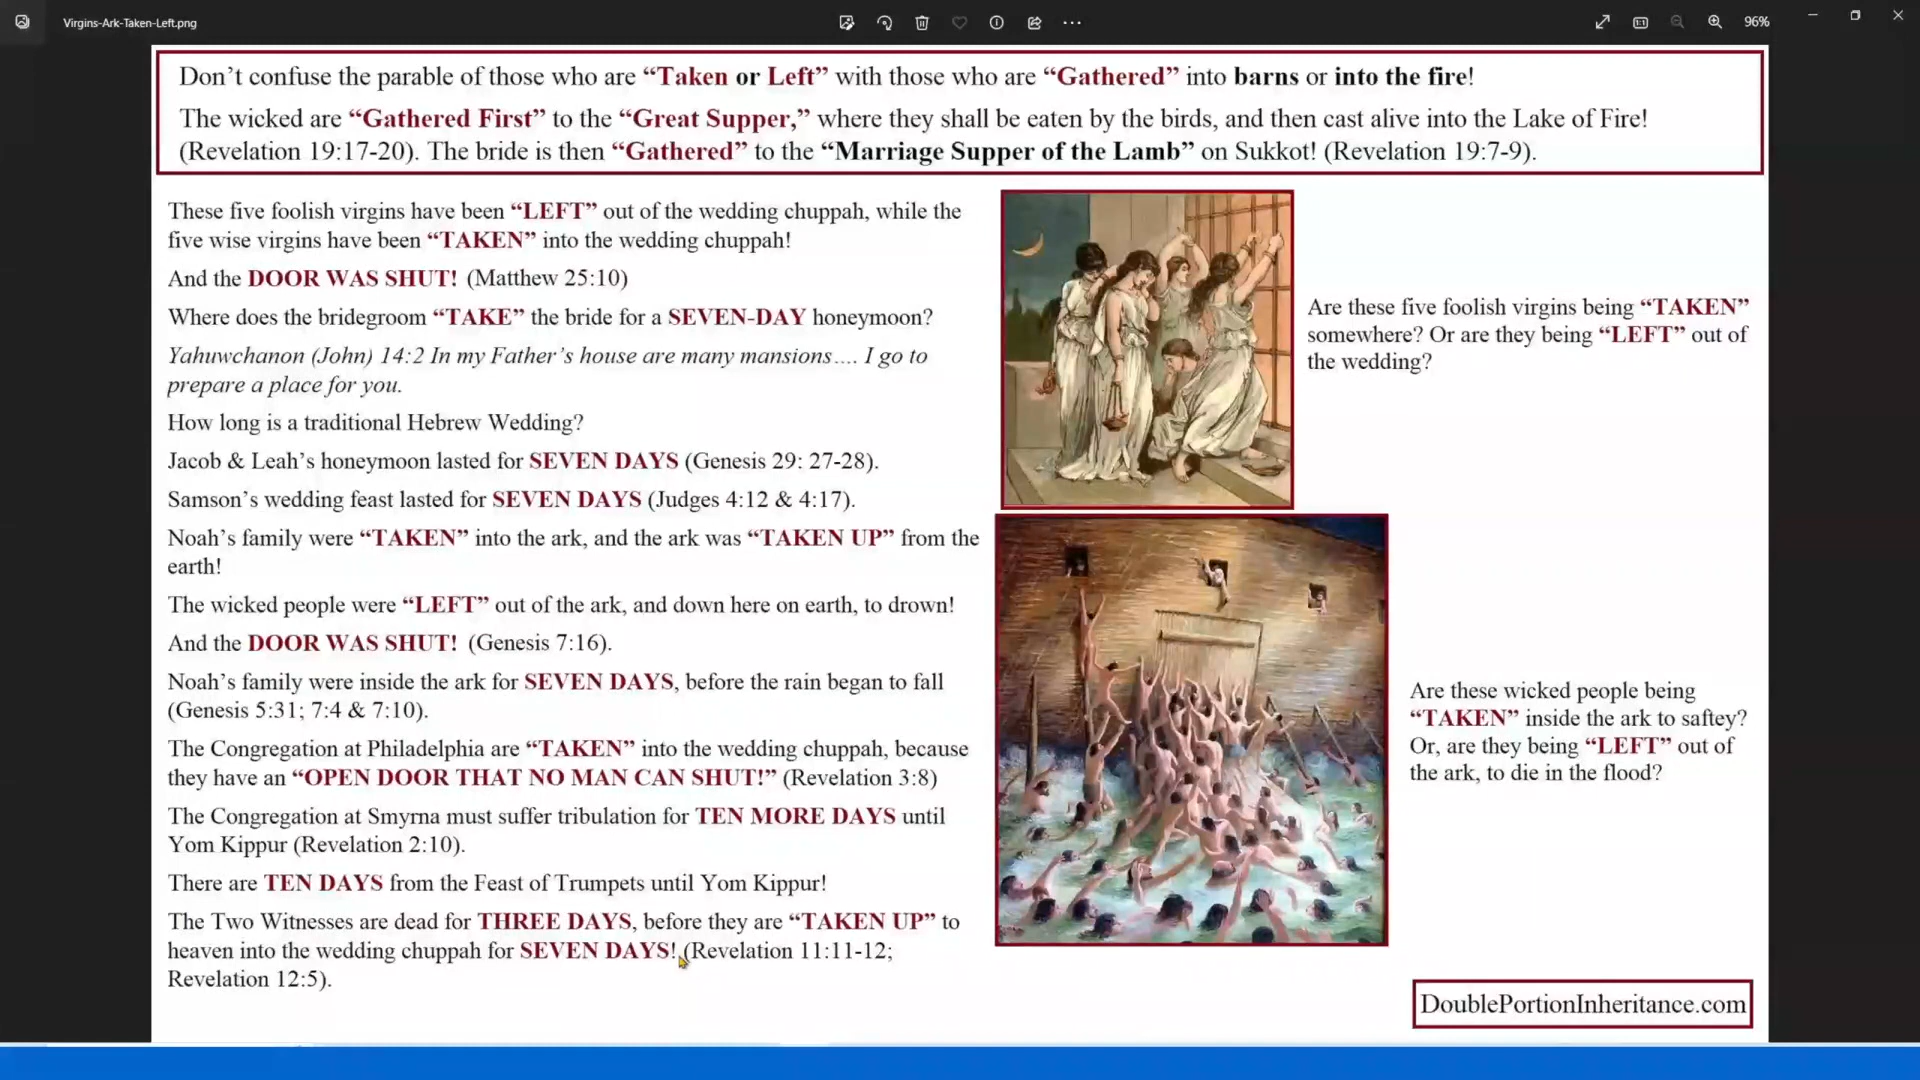 Virgins-Ark-Taken-Left.png
96%
Don't confuse the parable of those who are “Taken or Left” with those who are “Gathered” into barns or into the fire!
The wicked are “Gathered First” to the “Great Supper,” where they shall be eaten by the birds, and then cast alive into the Lake of Fire!
(Revelation 19:17-20). The bride is then “Gathered” to the “Marriage Supper of the Lamb” on Sukkot! (Revelation 19:7-9).
These five foolish virgins have been “LEFT” out of the wedding chuppah, while the
five wise virgins have been “TAKEN” into the wedding chuppah!
And the DOOR WAS SHUT! (Matthew 25:10)
Where does the bridegroom “TAKE” the bride for a SEVEN-DAY honeymoon?
Yahuwchanon (John) 14:2 In my Father's house are many mansions…. I go to
prepare a place for you.
How long is a traditional Hebrew Wedding?
Jacob & Leah's honeymoon lasted for SEVEN DAYS (Genesis 29: 27-28).
Samson's wedding feast lasted for SEVEN DAYS (Judges 4:12 & 4:17).
Noah's family were “TAKEN” into the ark, and the ark was “TAKEN UP” from the
earth!
The wicked people were “LEFT” out of the ark, and down here on earth, to drown!
And the DOOR WAS SHUT! (Genesis 7:16).
Noah's family were inside the ark for SEVEN DAYS, before the rain began to fall
(Genesis 5:31; 7:4 & 7:10).
The Congregation at Philadelphia are “TAKEN” into the wedding chuppah, because
they have an “OPEN DOOR THAT NO MAN CAN SHUT!” (Revelation 3:8)
The Congregation at Smyrna must suffer tribulation for TEN MORE DAYS until
Yom Kippur (Revelation 2:10).
There are TEN DAYS from the Feast of Trumpets until Yom Kippur!
The Two Witnesses are dead for THREE DAYS, before they are “TAKEN UP” to
heaven into the wedding chuppah for SEVEN DAYS! (Revelation 11:11-12;
Revelation 12:5).
Are these five foolish virgins being “TAKEN”
somewhere? Or are they being “LEFT” out of
the wedding?
Are these wicked people being
“TAKEN” inside the ark to saftey?
Or, are they being “LEFT” out of
the ark, to die in the flood?
DoublePortionInheritance.com